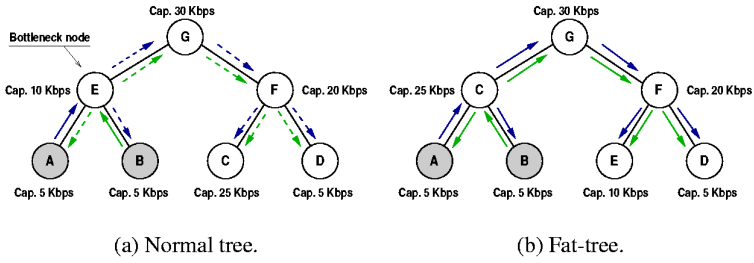 Cap. 30 Kbps
G
Bottleneck node
Cap. 10 Kbps
E
F
Cap. 20 Kbps
A
B
C
D
Cap. 5 Kbps
Cap. 5 Kbps
Cap. 25 Kbps
Cap. 5 Kbps
(a) Normal tree.
Cap. 30 Kbps
G
Cap. 25 Kbps
C
F
Cap. 20 Kbps
A
B
E
D
Cap. 5 Kbps
Cap. 5 Kbps
Cap. 10 Kbps
Cap. 5 Kbps
(b) Fat-tree.